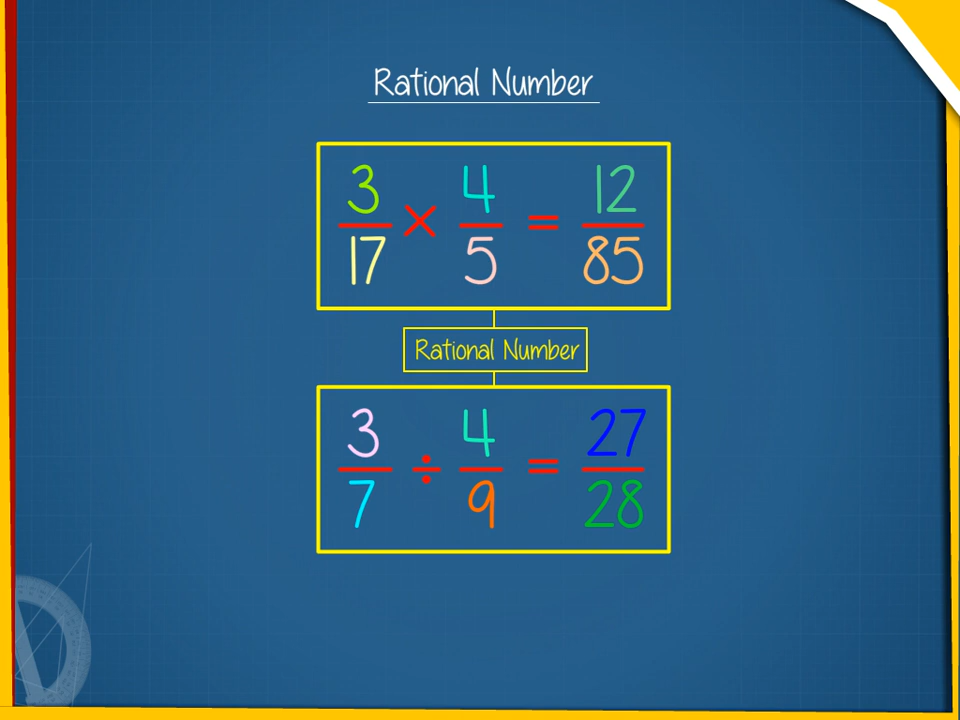 Rational Number
3/17 × 4/5 = 12/85
Rational Number
3/7 ÷ 4/9 = 27/28